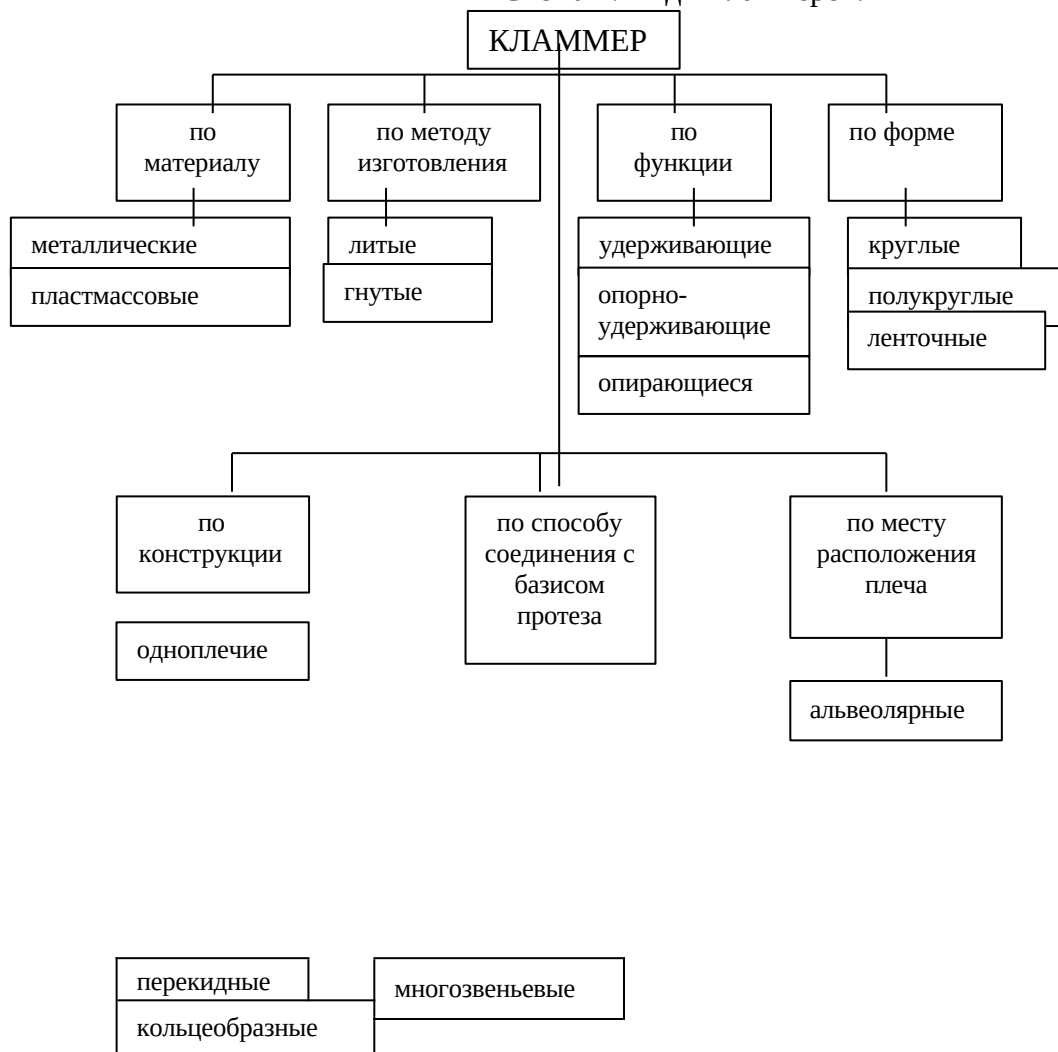 КЛАММЕР
по
материалу
по методу
изготовления
по
функции
по форме
металлические
пластмассовые
литые
гнутые
удерживающие
опорно-
удерживающие
опирающиеся
круглые
полукруглые
ленточные
по
конструкции
по способу
соединения с
базисом
протеза
по месту
расположения
плеча
одноплечие
альвеолярные
перекидные
кольцеобразные
многозвеньевые